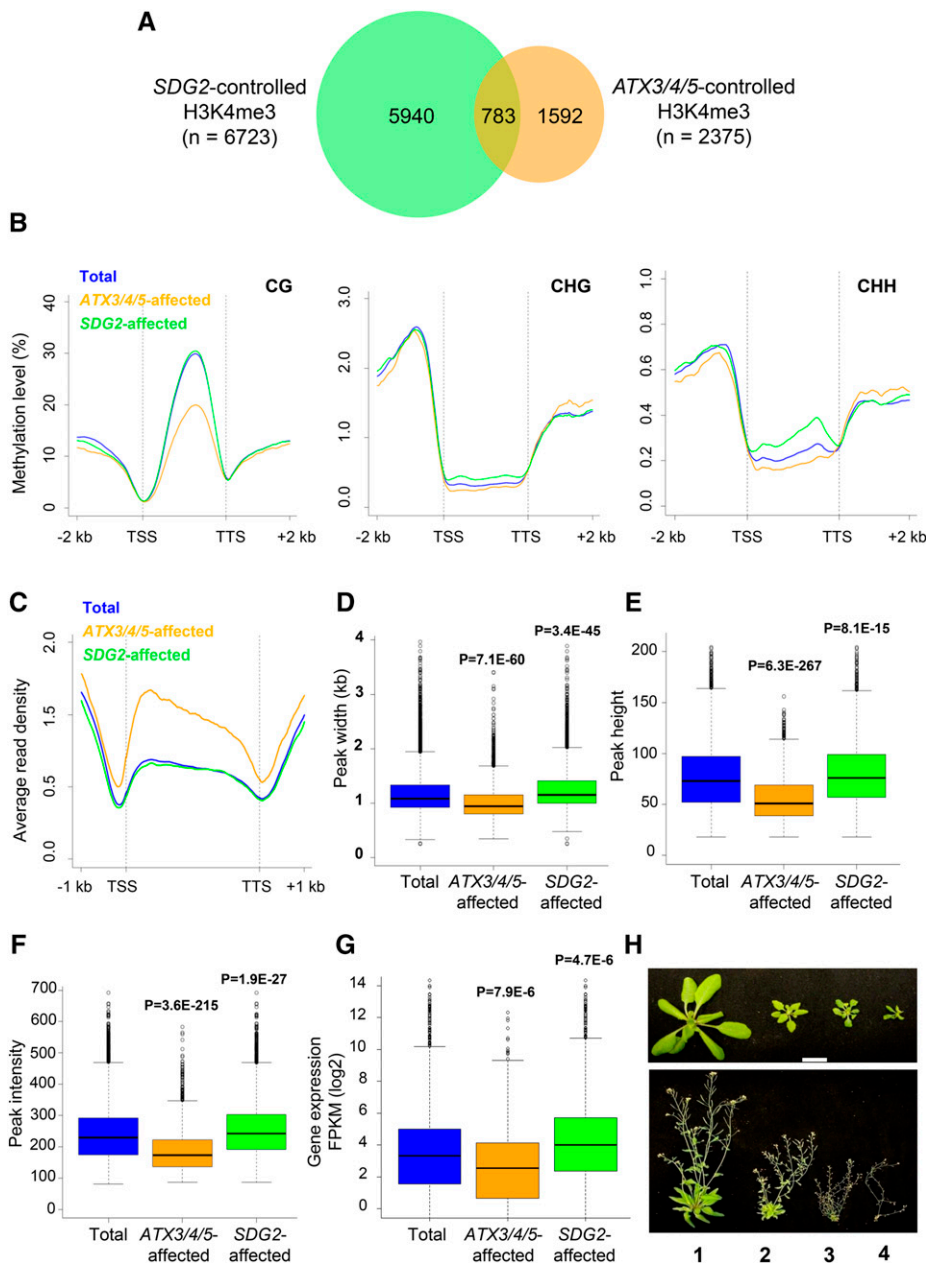 A
SDG2-controlled
H3K4me3
(n = 6723)
5940
783
1592
ATX3/4/5-controlled
H3K4me3
(n = 2375)
B
Total
ATX3/4/5-affected
SDG2-affected
CG
Methylation level (%)
40
30
20
10
0
-2 kb TSS TTS +2 kb
CHG
3.0
2.0
1.0
0.0
-2 kb TSS TTS +2 kb
CHH
1.0
0.8
0.6
0.4
0.2
0.0
-2 kb TSS TTS +2 kb
C
Total
ATX3/4/5-affected
SDG2-affected
Average read density
2.0
1.5
0.5
0.0
-1 kb TSS TTS +1 kb
D
P=7.1E-60
P=3.4E-45
Peak width (kb)
4
3
2
1
0
Total ATX3/4/5-affected SDG2-affected
E
P=6.3E-267
P=8.1E-15
Peak height
200
150
100
50
0
Total ATX3/4/5-affected SDG2-affected
F
P=3.6E-215
P=1.9E-27
Peak intensity
700
600
500
400
300
200
100
0
Total ATX3/4/5-affected SDG2-affected
G
P=7.9E-6
P=4.7E-6
Gene expression
FPKM (log2)
14
12
10
8
6
4
2
0
Total ATX3/4/5-affected SDG2-affected
H
1 2 3 4